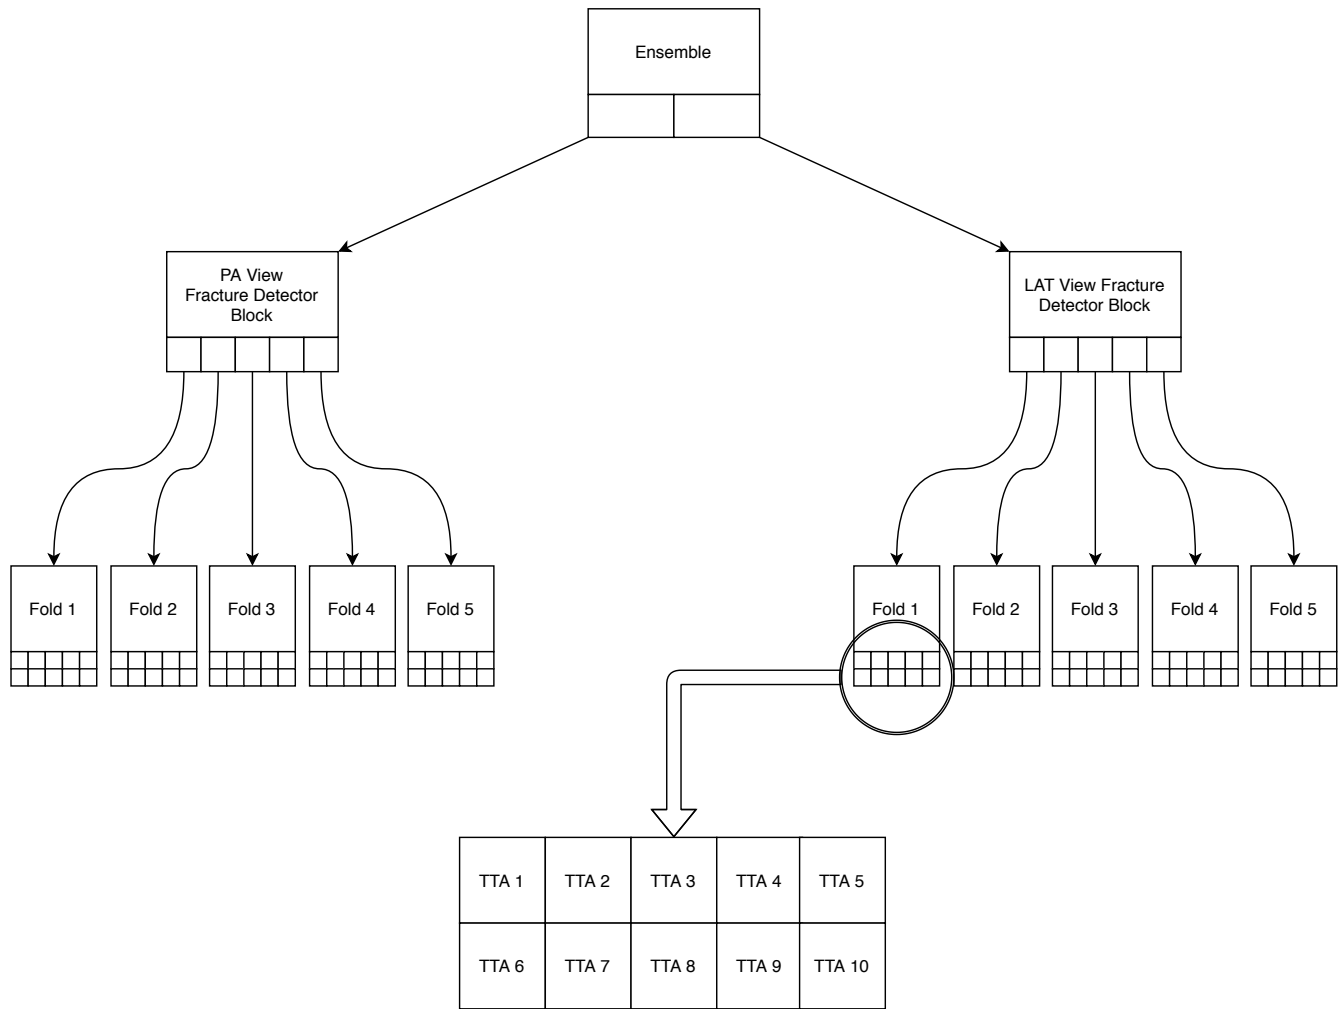 Ensemble
PA View
Fracture Detector
Block
LAT View Fracture
Detector Block
Fold 1
Fold 2
Fold 3
Fold 4
Fold 5
Fold 1
Fold 2
Fold 3
Fold 4
Fold 5
TTA 1
TTA 2
TTA 3
TTA 4
TTA 5
TTA 6
TTA 7
TTA 8
TTA 9
TTA 10